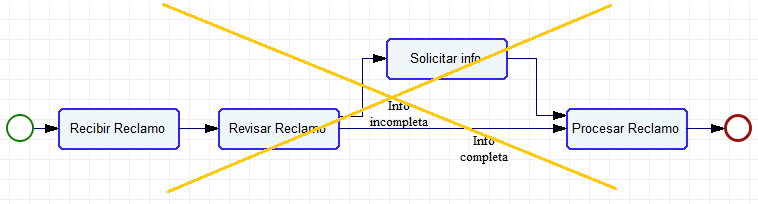 Solicitar info
Recibir Reclamo
Revisar Reclamo
Info
incompleta
Info
completa
Procesar Reclamo